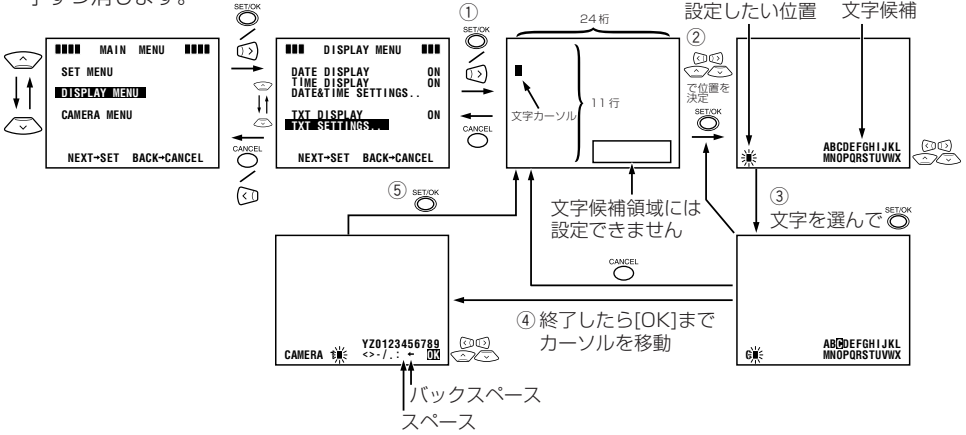 字ずつ消します。
MAIN MENU
SET MENU
DISPLAY MENU
CAMERA MENU
NEXT→SET BACK→CANCEL
SET/OK
CANCEL
DISPLAY MENU
DATE DISPLAY ON
TIME DISPLAY ON
DATE&TIME SETTINGS..
TXT DISPLAY ON
TXT SETTINGS...
NEXT→SET BACK→CANCEL
①
SET/OK
CANCEL
24桁
11行
文字カーソル
文字候補領域には
設定できません
②
で位置を
決定
SET/OK
設定したい位置
文字候補
ABCDEFGHIJKL
MNOPQRSTUVWX
③
文字を選んで
SET/OK
G
ABCDEFGHIJKL
MNOPQRSTUVWX
CANCEL
④終了したら[OK]まで
カーソルを移動
⑤
SET/OK
CAMERA 1
YZ0123456789
<>-/.: ← OK
バックスペース
スペース